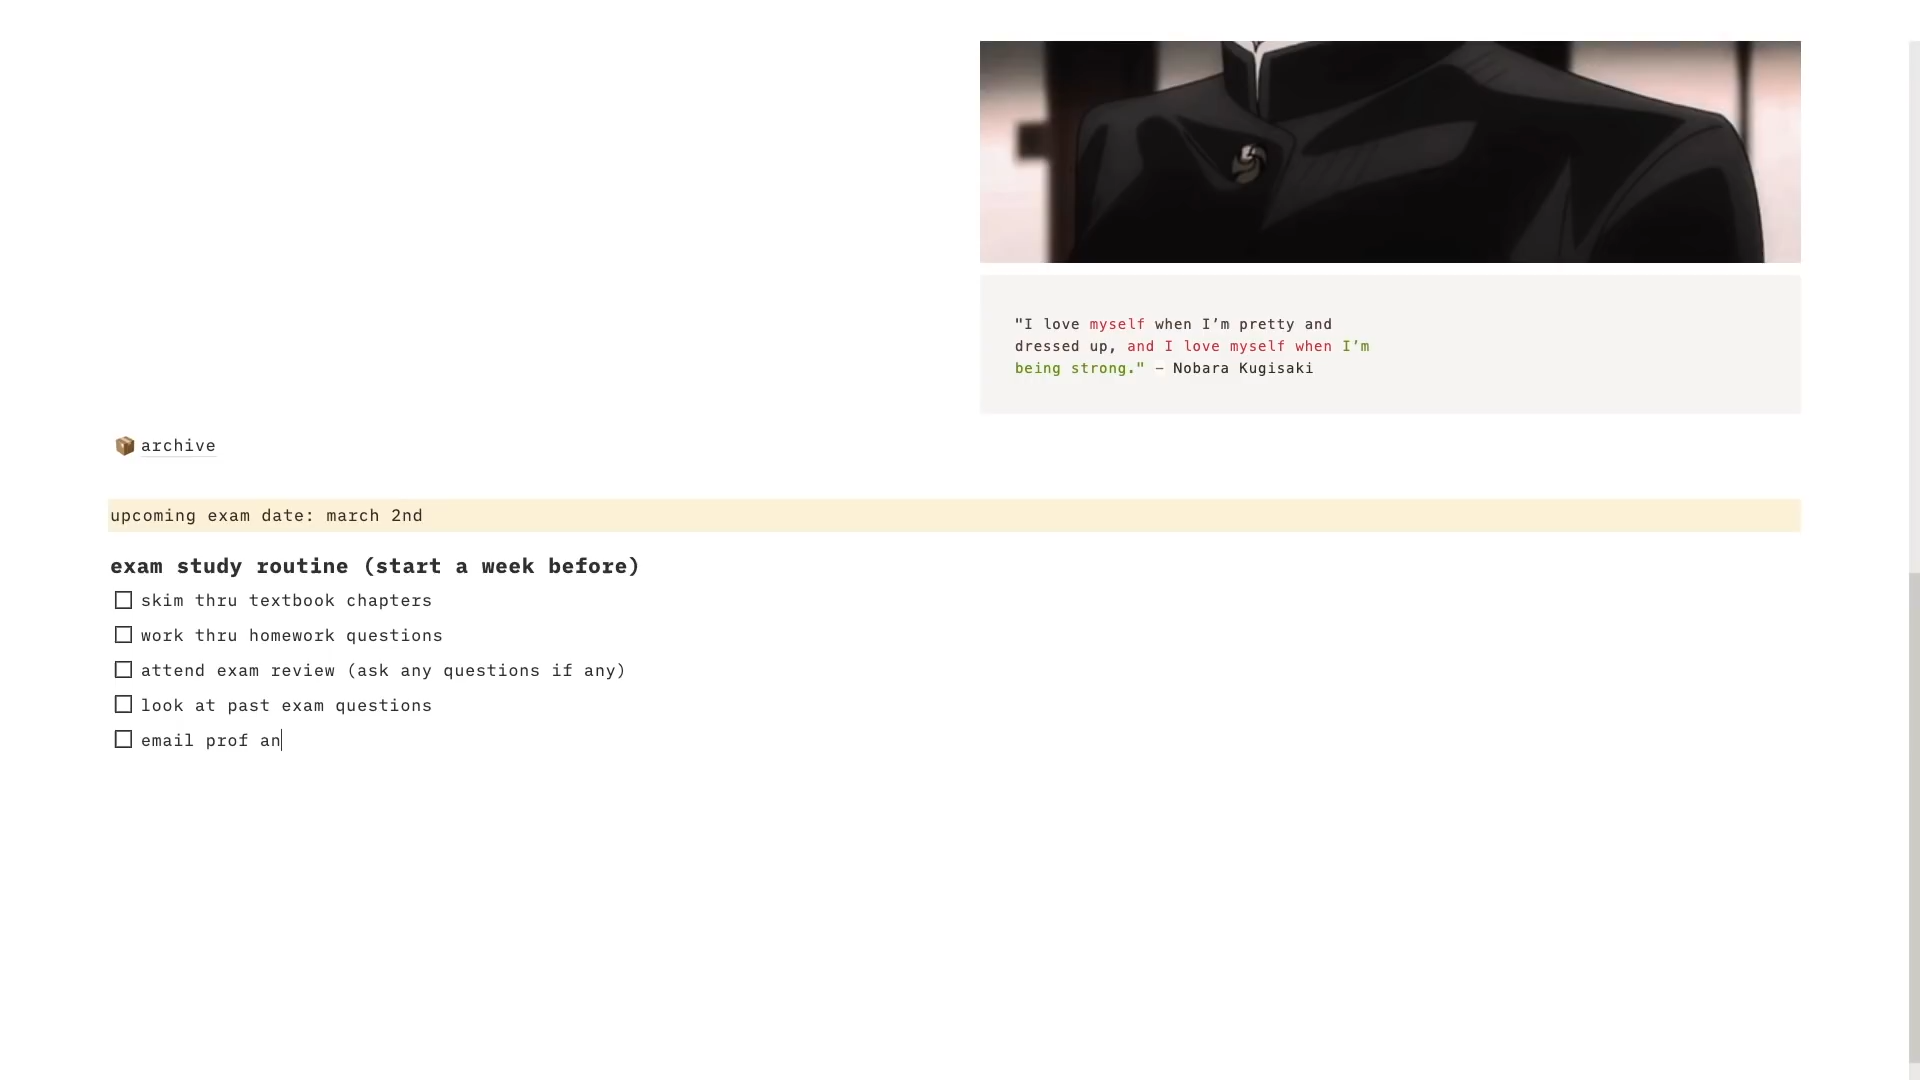 "I love myself when I’m pretty and
dressed up, and I love myself when I’m
being strong." – Nobara Kugisaki
archive
upcoming exam date: march 2nd
exam study routine (start a week before)
skim thru textbook chapters
work thru homework questions
attend exam review (ask any questions if any)
look at past exam questions
email prof an